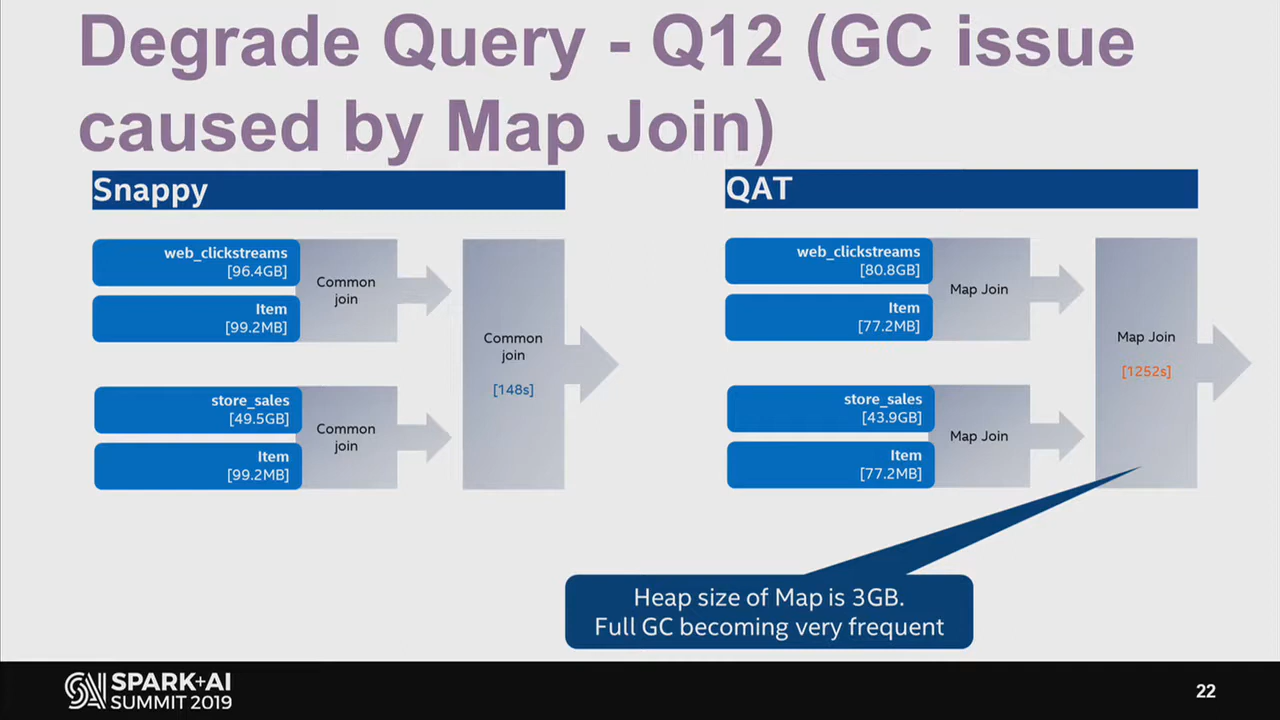 Degrade Query - Q12 (GC issue
caused by Map Join)
Snappy
web_clickstreams
[96.4GB]
Item
[99.2MB]
Common
join
store_sales
[49.5GB]
Item
[99.2MB]
Common
join
Common
join
[148s]
QAT
web_clickstreams
[80.8GB]
Item
[77.2MB]
Map Join
store_sales
[43.9GB]
Item
[77.2MB]
Map Join
Map Join
[1252s]
Heap size of Map is 3GB.
Full GC becoming very frequent
SPARK+AI
SUMMIT 2019
22